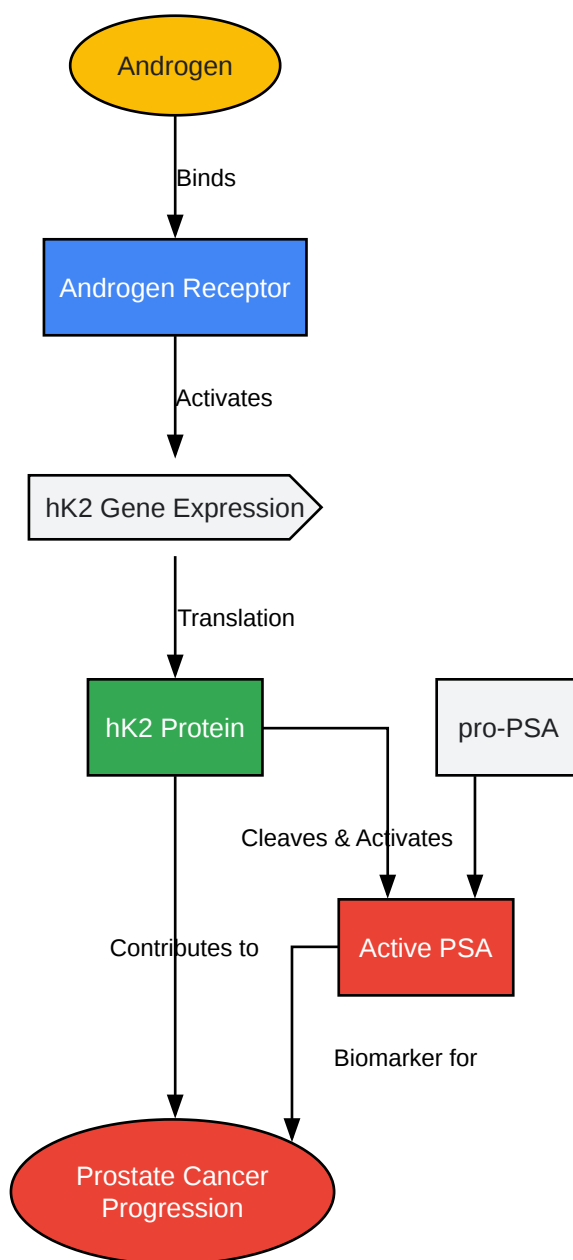 Androgen
Binds
Androgen Receptor
Activates
hK2 Gene Expression
Translation
hK2 Protein
pro-PSA
Cleaves & Activates
Contributes to
Active PSA
Biomarker for
Prostate Cancer
Progression